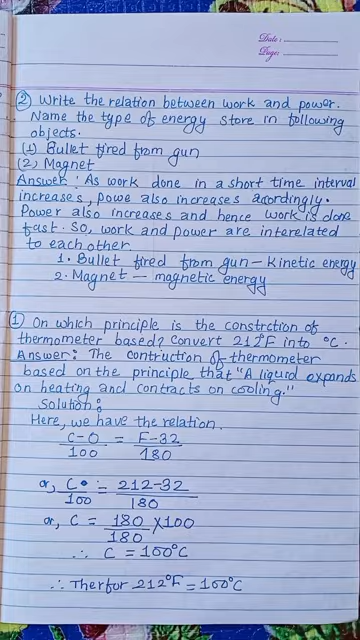 Date:
Page:
② Write the relation between work and power.
Name the type of energy store in following
objects.
(1) Bullet fired from gun
(2) Magnet
Answer: As work done in a short time interval
increases, powe also increases acordingly.
Power also increases and hence work is done
fast. So, work and power are interelated
to each other.
1. Bullet fired from gun - Kinetic energy
2. Magnet - magnetic energy
① On which principle is the constrction of
thermometer based? Convert 212°F into °C.
Answer: The contruction of thermometer
based on the principle that "A liquid expands
on heating and contracts on cooling."
Solution:
Here, we have the relation.
C-0/100 = F-32/180
or, C/100 = 212-32/180
or, C = 180/180 × 100
∴ C = 100°C
∴ Therfor 212°F = 100°C